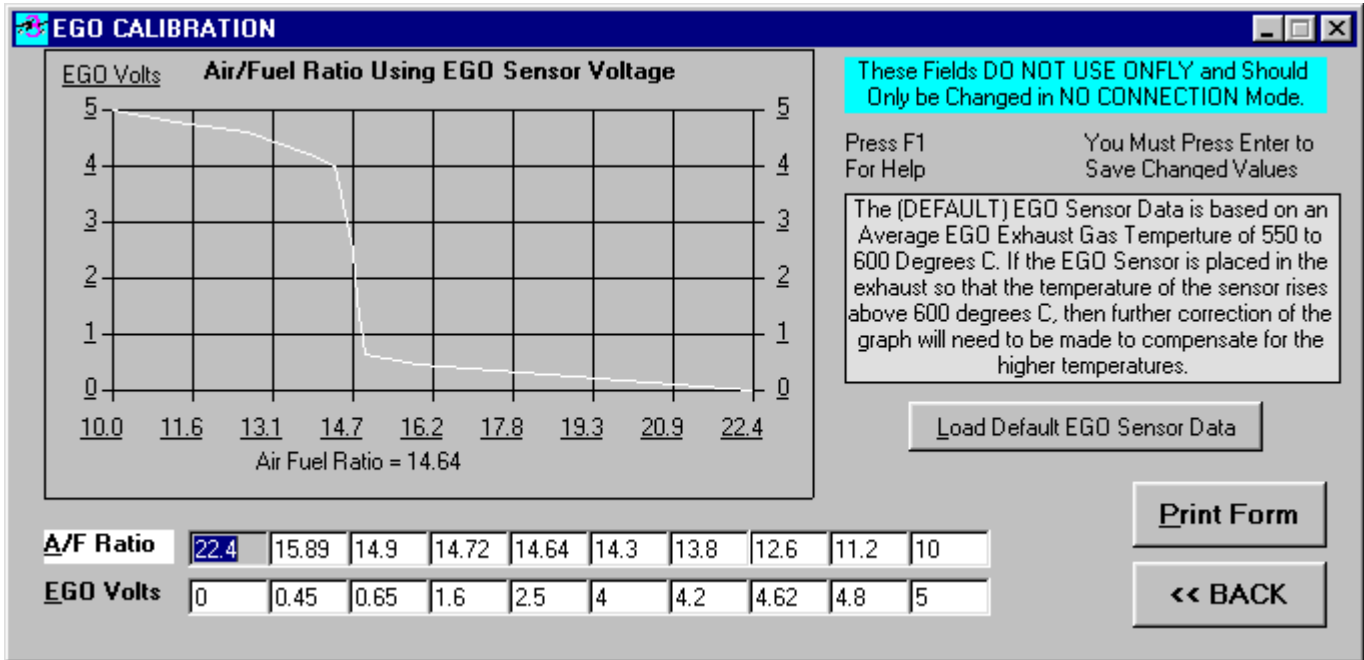 EGO CALIBRATION
EGO Volts
Air/Fuel Ratio Using EGO Sensor Voltage
5 5
4 4
3 3
2 2
1 1
0 0
10.0 11.6 13.1 14.7 16.2 17.8 19.3 20.9 22.4
Air Fuel Ratio = 14.64
These Fields DO NOT USE ONFLY and Should
Only be Changed in NO CONNECTION Mode.
Press F1
For Help
You Must Press Enter to
Save Changed Values
The (DEFAULT) EGO Sensor Data is based on an
Average EGO Exhaust Gas Temperture of 550 to
600 Degrees C. If the EGO Sensor is placed in the
exhaust so that the temperature of the sensor rises
above 600 degrees C, then further correction of the
graph will need to be made to compensate for the
higher temperatures.
Load Default EGO Sensor Data
A/F Ratio 22.4 15.89 14.9 14.72 14.64 14.3 13.8 12.6 11.2 10
EGO Volts 0 0.45 0.65 1.6 2.5 4 4.2 4.62 4.8 5
Print Form
<< BACK